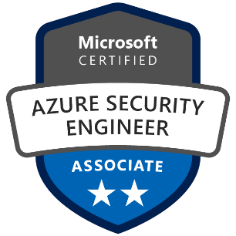 Microsoft
CERTIFIED
AZURE SECURITY
ENGINEER
ASSOCIATE